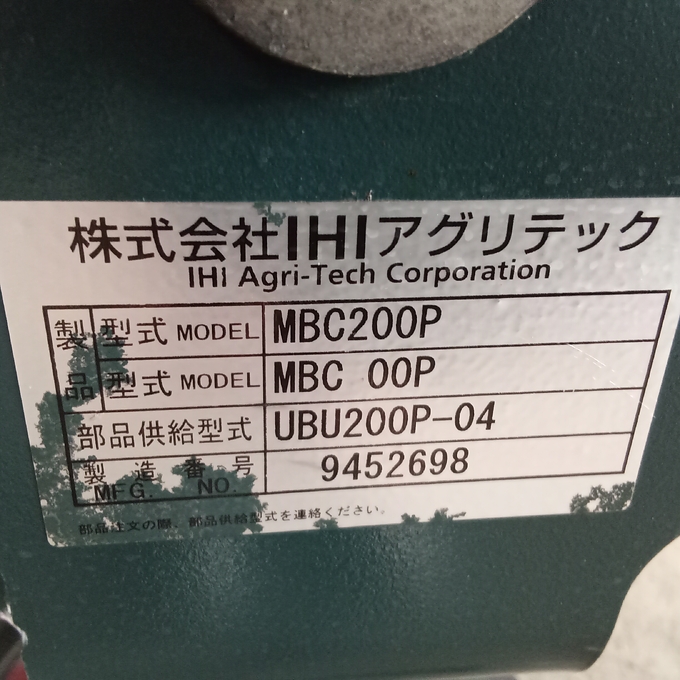 株式会社IHIアグリテック
IHI Agri-Tech Corporation
製 型式 MODEL MBC200P
品 型式 MODEL MBC 00P
部品供給型式 UBU200P-04
製造番号 9452698
MFG. NO.
部品注文の際、部品供給型式を連絡ください。